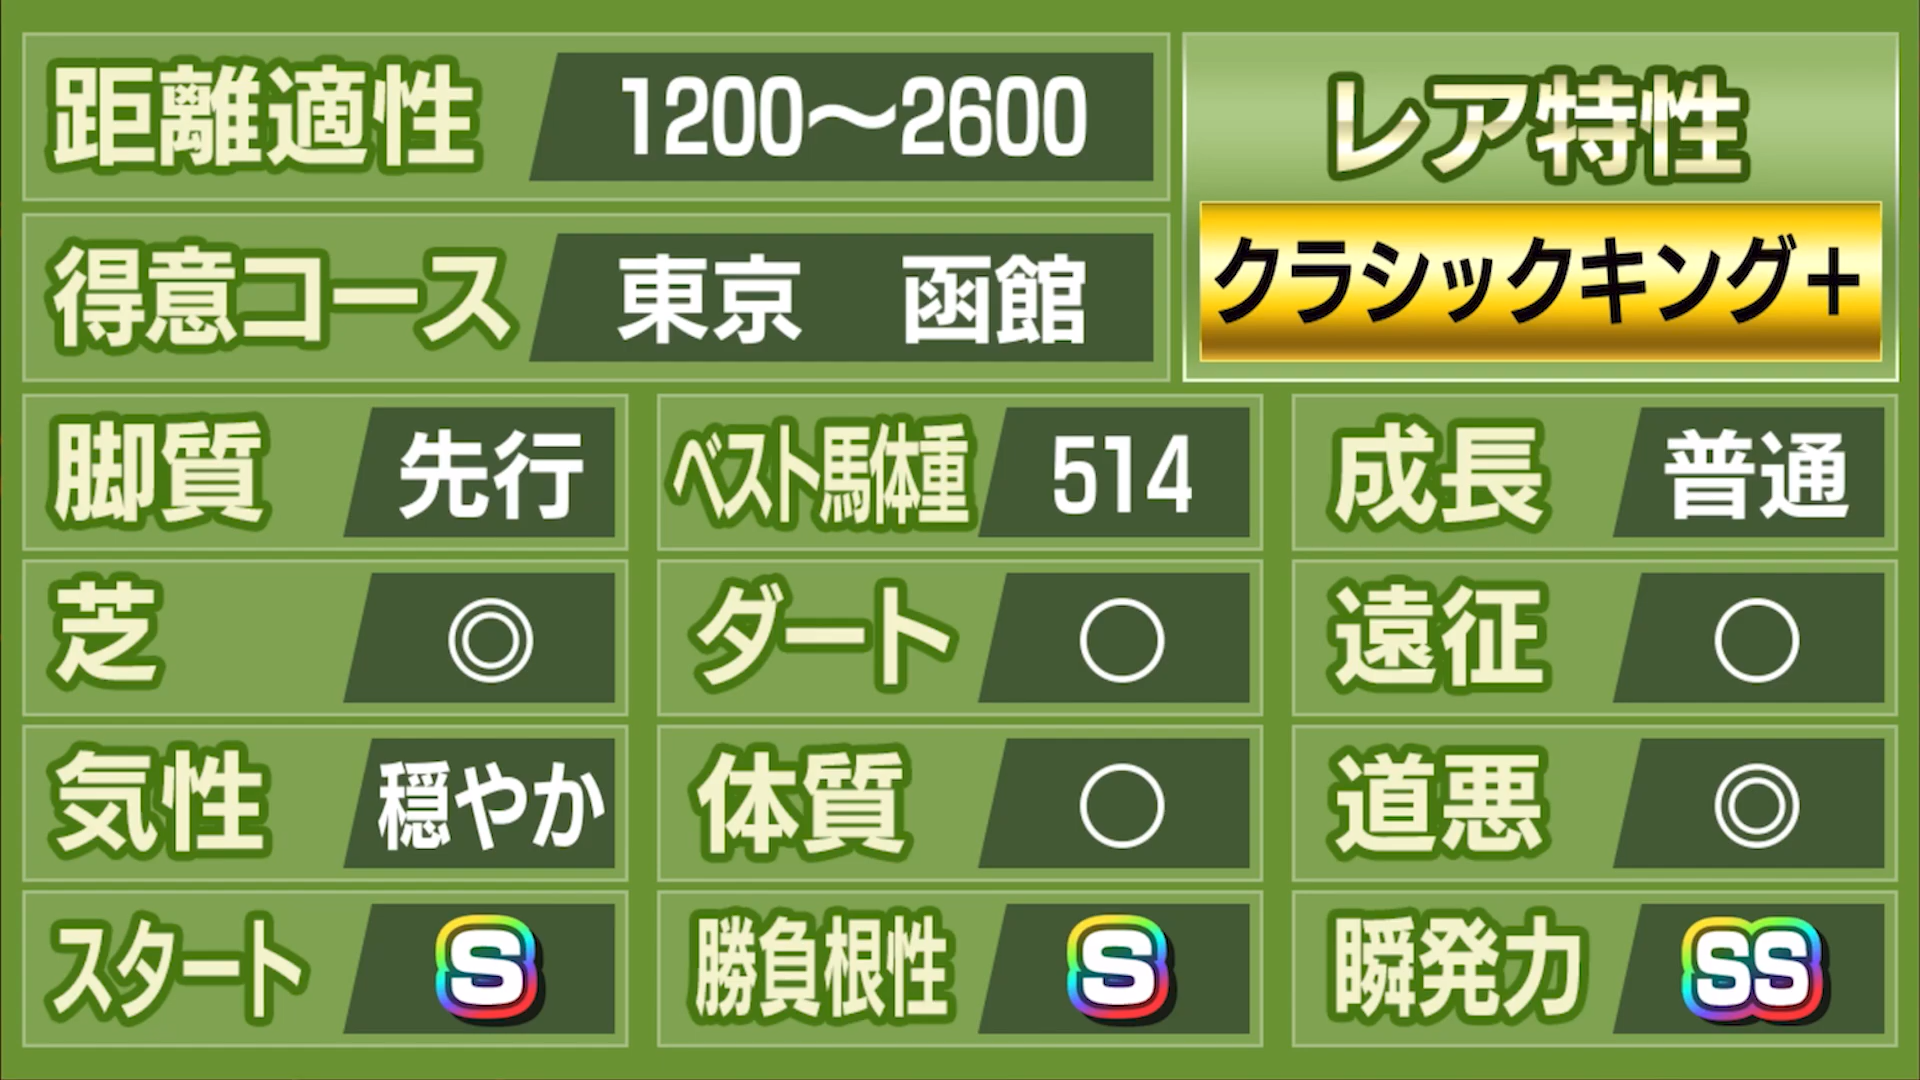 距離適性 1200～2600
レア特性
クラシックキング＋
得意コース 東京 函館
脚質 先行 ベスト馬体重 514 成長 普通
芝 ◎ ダート ○ 遠征 ○
気性 穏やか 体質 ○ 道悪 ◎
スタート S 勝負根性 S 瞬発力 SS